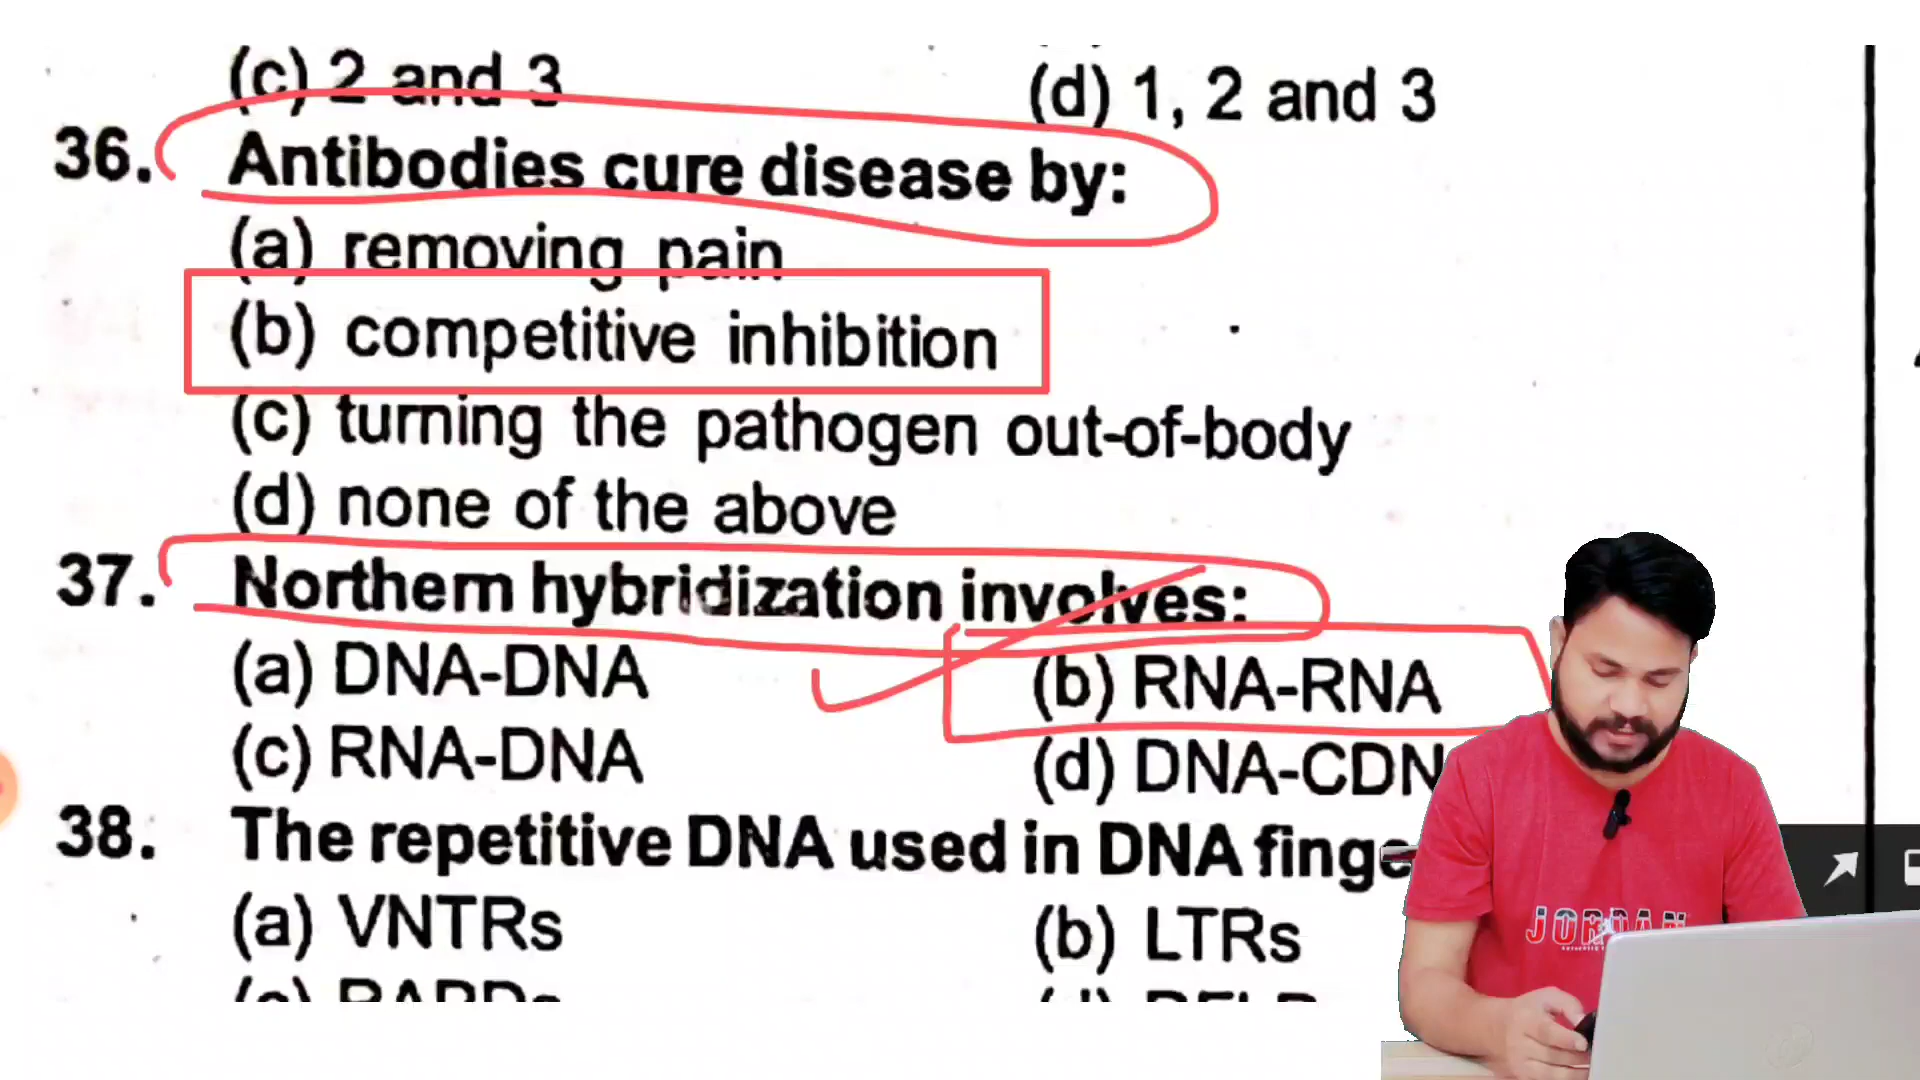 (c) 2 and 3 (d) 1, 2 and 3
36. Antibodies cure disease by:
(a) removing pain
(b) competitive inhibition
(c) turning the pathogen out-of-body
(d) none of the above
37. Northern hybridization involves:
(a) DNA-DNA (b) RNA-RNA
(c) RNA-DNA (d) DNA-CDN
38. The repetitive DNA used in DNA finge
(a) VNTRs (b) LTRs
JORDAN